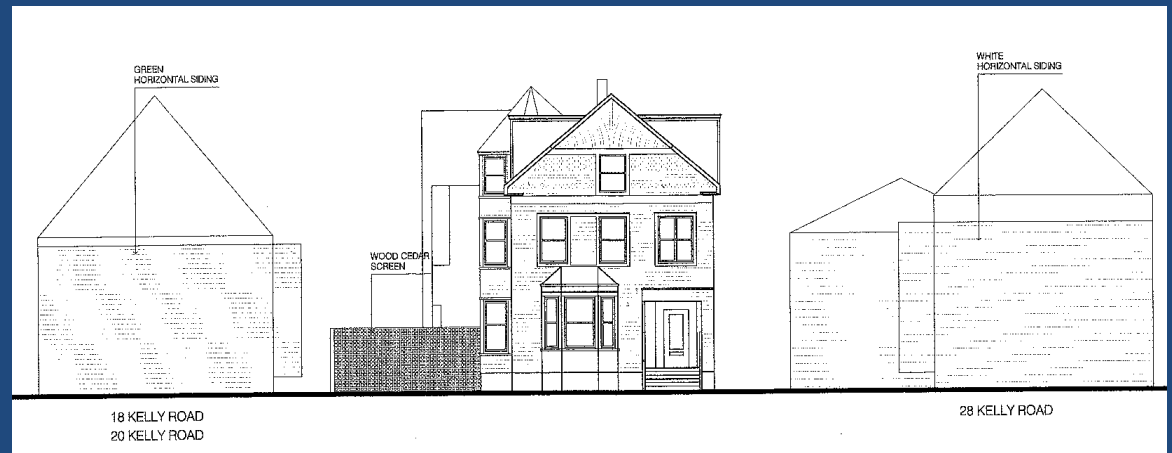 GREEN
HORIZONTAL SIDING
WHITE
HORIZONTAL SIDING
WOOD CEDAR
SCREEN
18 KELLY ROAD
20 KELLY ROAD
28 KELLY ROAD